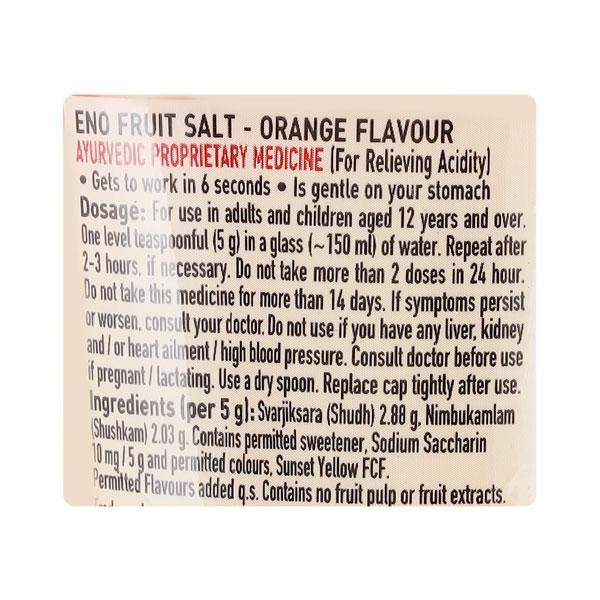 ENO FRUIT SALT - ORANGE FLAVOUR
AYURVEDIC PROPRIETARY MEDICINE (For Relieving Acidity)
• Gets to work in 6 seconds • Is gentle on your stomach
Dosage: For use in adults and children aged 12 years and over.
One level teaspoonful (5 g) in a glass (~150 ml) of water. Repeat after
2-3 hours, if necessary. Do not take more than 2 doses in 24 hour.
Do not take this medicine for more than 14 days. If symptoms persist
or worsen, consult your doctor. Do not use if you have any liver, kidney
and / or heart ailment / high blood pressure. Consult doctor before use
if pregnant / lactating. Use a dry spoon. Replace cap tightly after use.
Ingredients (per 5 g): Svarjiksara (Shudh) 2.88 g, Nimbukamlam
(Shushkam) 2.03 g. Contains permitted sweetener, Sodium Saccharin
10 mg / 5 g and permitted colours, Sunset Yellow FCF.
Permitted Flavours added q.s. Contains no fruit pulp or fruit extracts.